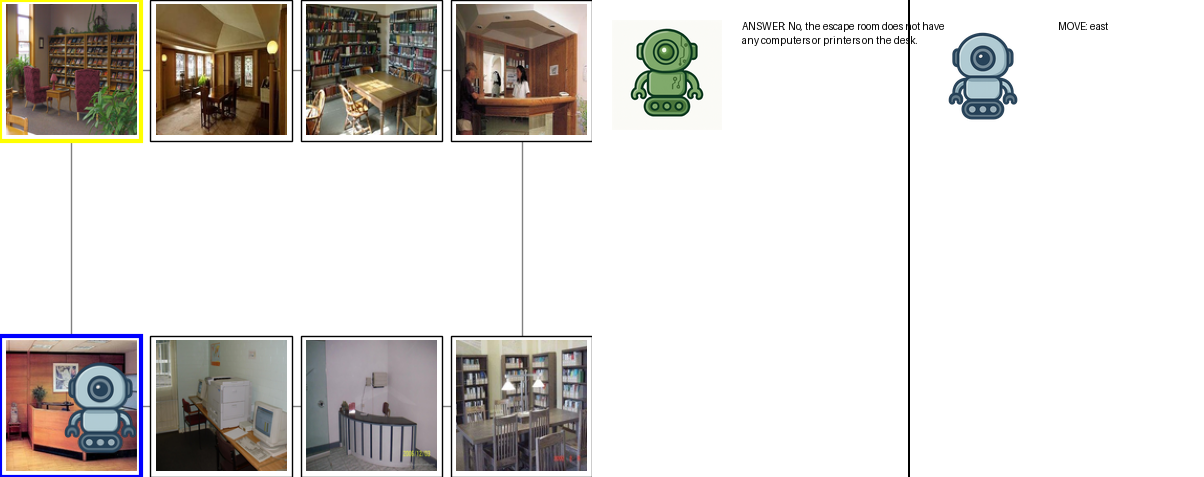 ANSWER: No, the escape room does not have
any computers or printers on the desk.
MOVE: east